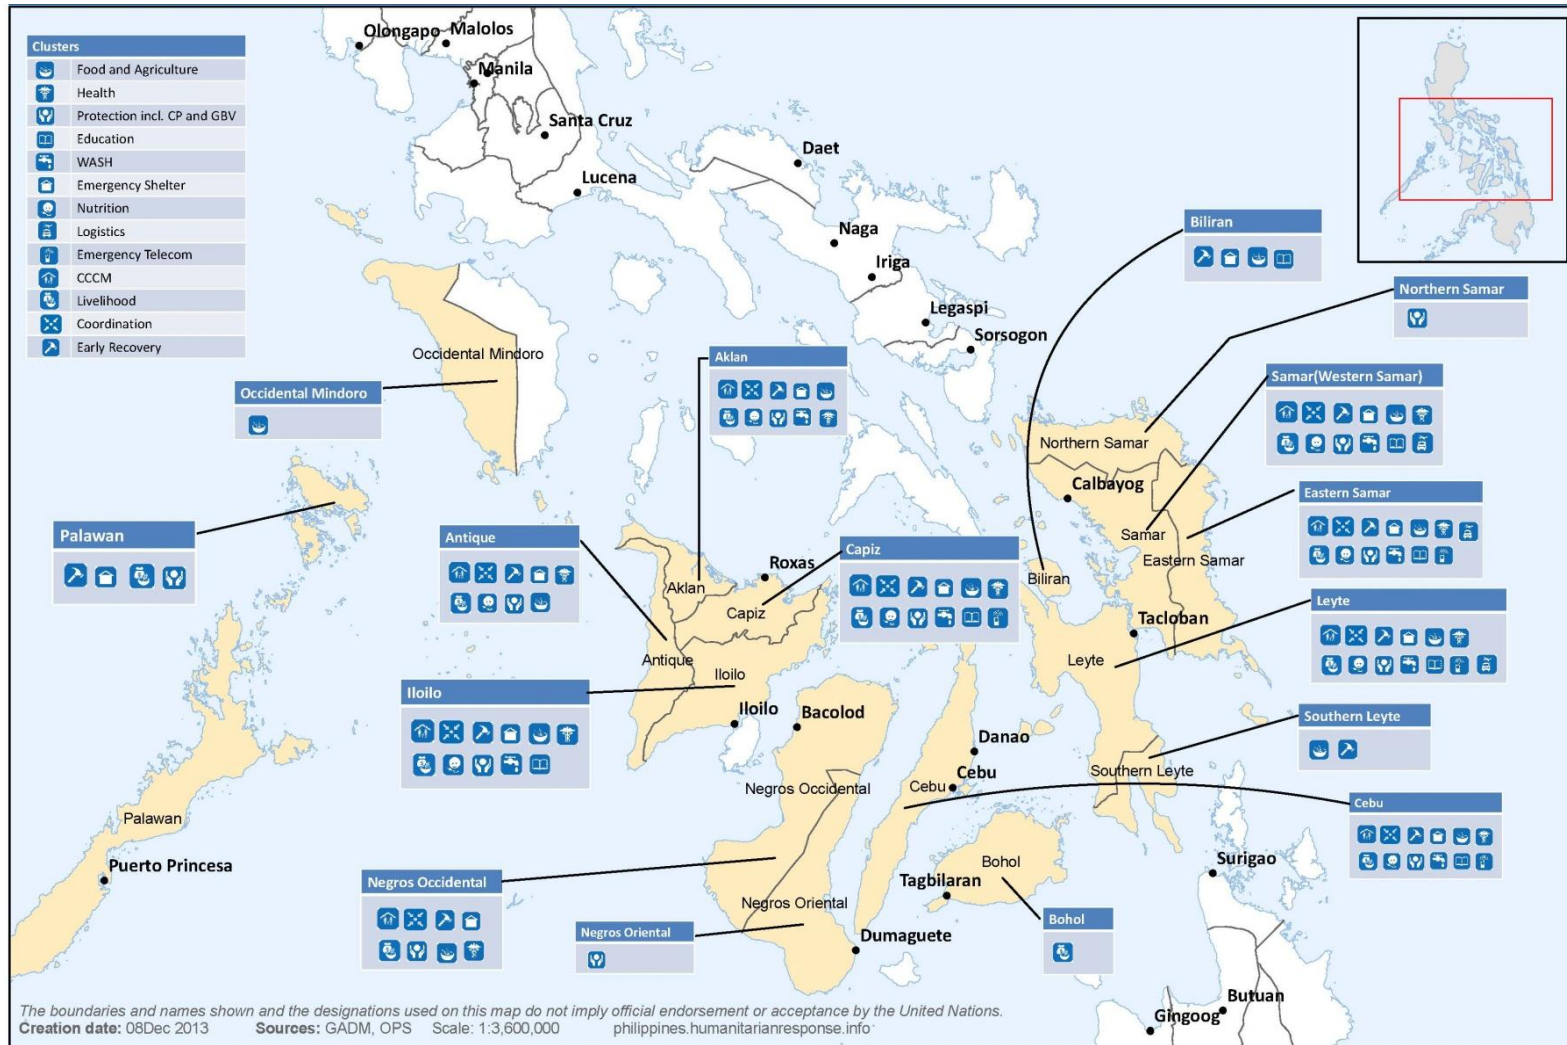 Clusters
Food and Agriculture
Health
Protection incl. CP and GBV
Education
WASH
Emergency Shelter
Nutrition
Logistics
Emergency Telecom
CCCM
Livelihood
Coordination
Early Recovery
Olongapo
Malolos
Manila
Santa Cruz
Lucena
Daet
Naga
Iriga
Legaspi
Sorsogon
Biliran
Northern Samar
Occidental Mindoro
Occidental Mindoro
Aklan
Samar(Western Samar)
Northern Samar
Calbayog
Eastern Samar
Palawan
Antique
Roxas
Capiz
Samar
Eastern Samar
Aklan
Biliran
Capiz
Leyte
Tacloban
Antique
Iloilo
Leyte
Iloilo
Iloilo
Bacolod
Southern Leyte
Danao
Cebu
Southern Leyte
Negros Occidental
Cebu
Cebu
Palawan
Puerto Princesa
Surigao
Bohol
Negros Occidental
Tagbilaran
Negros Oriental
Bohol
Negros Oriental
Dumaguete
Butuan
Gingoog
The boundaries and names shown and the designations used on this map do not imply official endorsement or acceptance by the United Nations.
Creation date: 08Dec 2013 Sources: GADM, OPS Scale: 1:3,600,000 philippines.humanitarianresponse.info